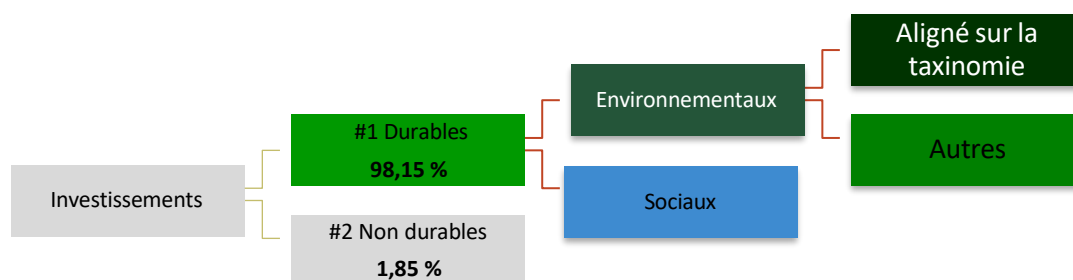 Investissements
#1 Durables
98,15 %
#2 Non durables
1,85 %
Environnementaux
Sociaux
Aligné sur la
taxinomie
Autres